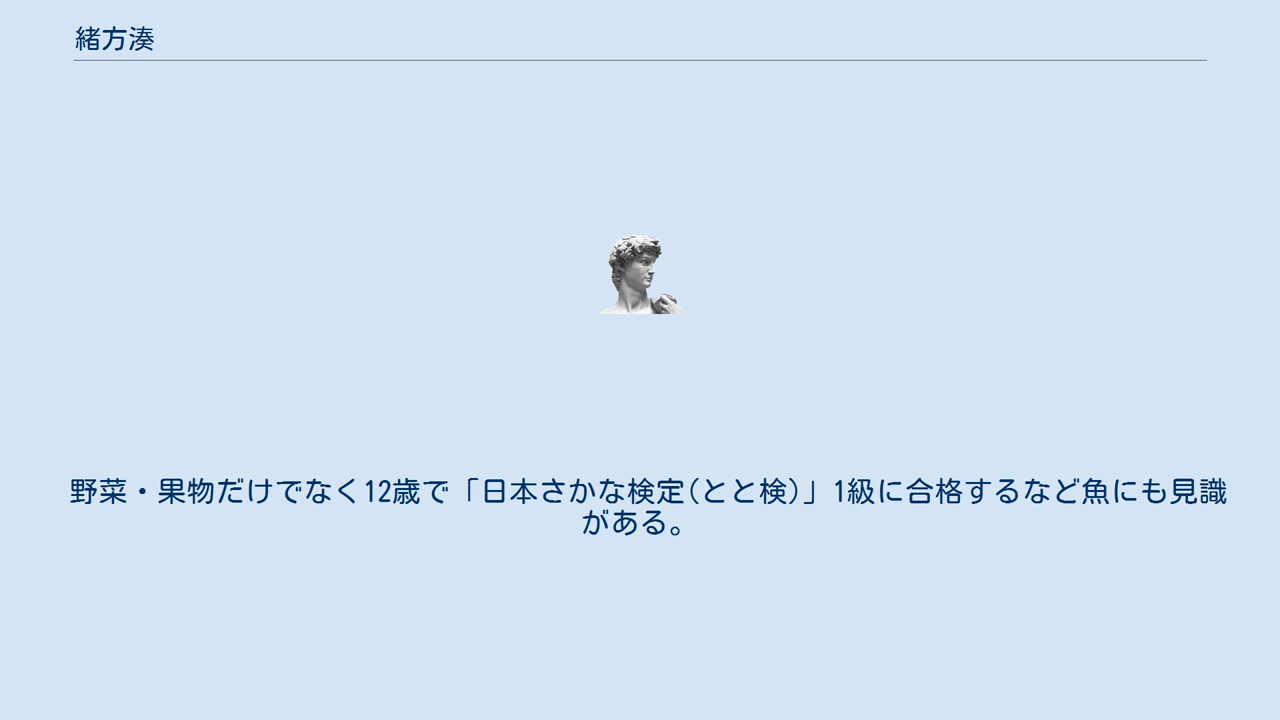 緒方湊
野菜・果物だけでなく12歳で「日本さかな検定(とと検)」1級に合格するなど魚にも見識
がある。